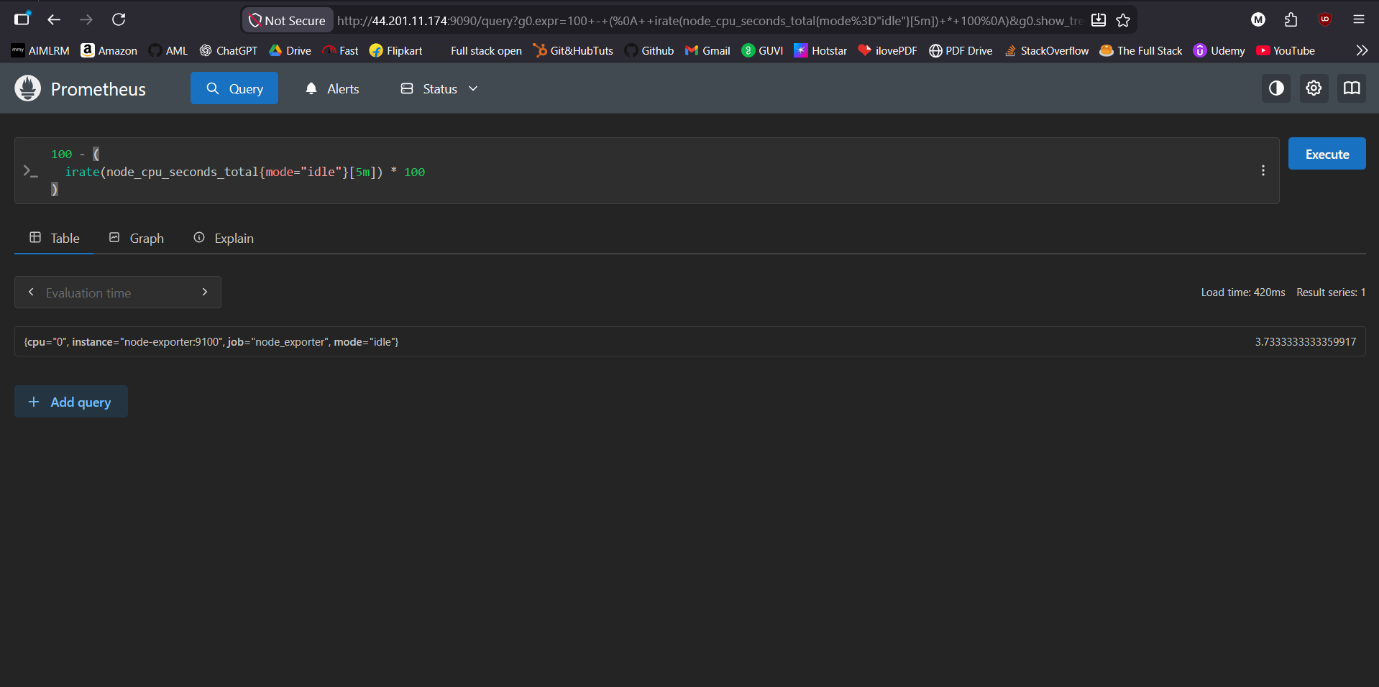 Not Secure http://44.201.11.174:9090/query?g0.expr=100+-+(%0A++irate(node_cpu_seconds_total{mode%3D"idle"}[5m])+*+100%0A)&g0.show_tre M UD
mny AIMLRM a Amazon AML ChatGPT Drive Fast Flipkart Full stack open Git&HubTuts Github Gmail GUVI Hotstar ilovePDF PDF Drive StackOverflow The Full Stack Udemy YouTube
Prometheus Query Alerts Status
100 - (
irate(node_cpu_seconds_total{mode="idle"}[5m]) * 100
)
Execute
Table Graph Explain
Evaluation time Load time: 420ms Result series: 1
{cpu="0", instance="node-exporter:9100", job="node_exporter", mode="idle"} 3.7333333333359917
+ Add query